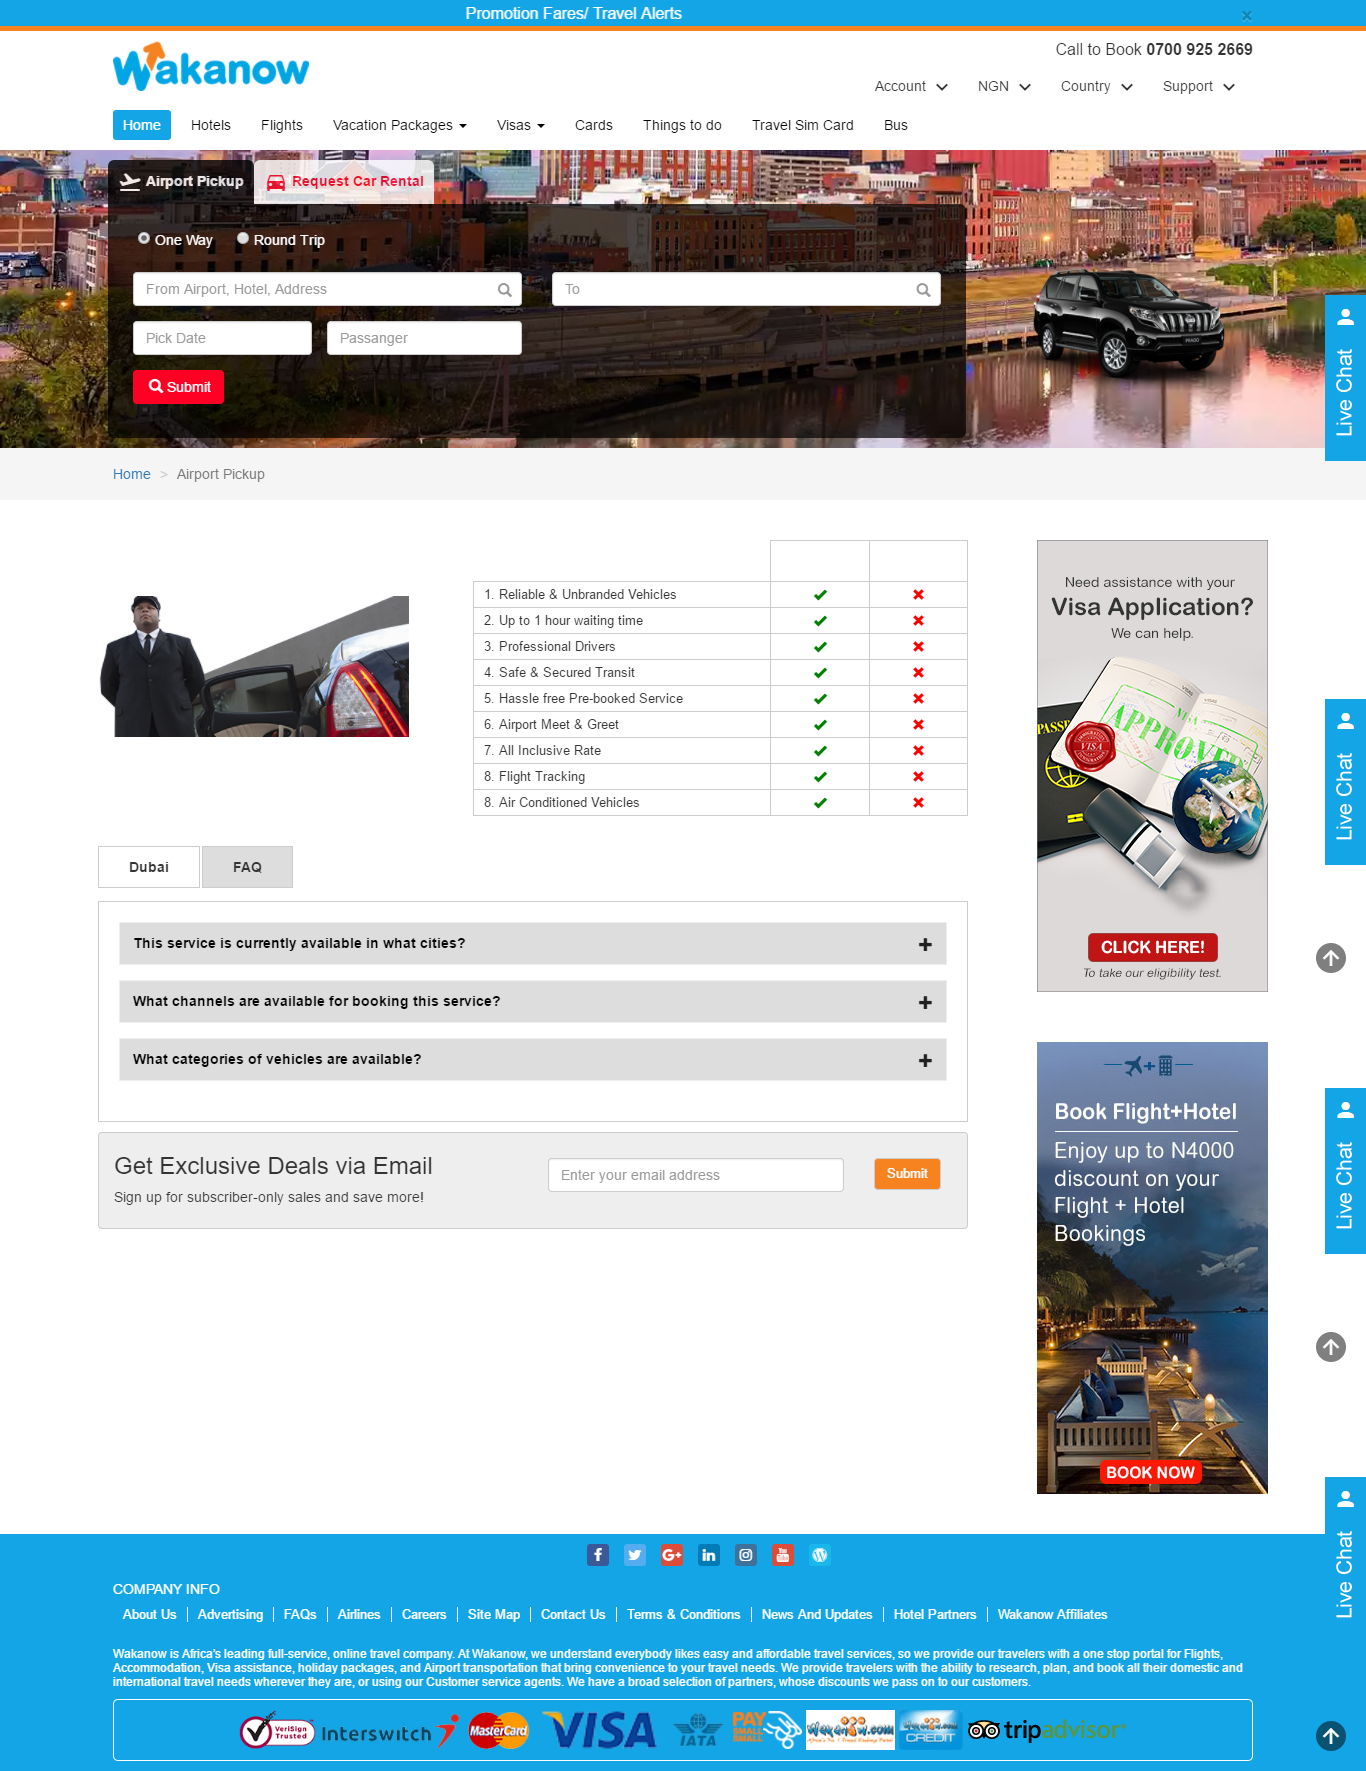 Promotion Fares/ Travel Alerts
×
Wakanow
Call to Book 0700 925 2669
Account NGN Country Support
Home Hotels Flights Vacation Packages Visas Cards Things to do Travel Sim Card Bus
Airport Pickup Request Car Rental
One Way Round Trip
From Airport, Hotel, Address To
Pick Date Passanger
Submit
PRADO
Live Chat
Home > Airport Pickup
1. Reliable & Unbranded Vehicles
2. Up to 1 hour waiting time
3. Professional Drivers
4. Safe & Secured Transit
5. Hassle free Pre-booked Service
6. Airport Meet & Greet
7. All Inclusive Rate
8. Flight Tracking
8. Air Conditioned Vehicles
Need assistance with your
Visa Application?
We can help.
APPROVED
VISA
CLICK HERE!
To take our eligibility test.
Live Chat
Dubai FAQ
This service is currently available in what cities?
What channels are available for booking this service?
What categories of vehicles are available?
Get Exclusive Deals via Email
Sign up for subscriber-only sales and save more!
Enter your email address
Submit
Book Flight+Hotel
Enjoy up to N4000
discount on your
Flight + Hotel
Bookings
BOOK NOW
Live Chat
Live Chat
COMPANY INFO
About Us Advertising FAQs Airlines Careers Site Map Contact Us Terms & Conditions News And Updates Hotel Partners Wakanow Affiliates
Wakanow is Africa's leading full-service, online travel company. At Wakanow, we understand everybody likes easy and affordable travel services, so we provide our travelers with a one stop portal for Flights,
Accommodation, Visa assistance, holiday packages, and Airport transportation that bring convenience to your travel needs. We provide travelers with the ability to research, plan, and book all their domestic and
international travel needs wherever they are, or using our Customer service agents. We have a broad selection of partners, whose discounts we pass on to our customers.
VeriSign Trusted Interswitch MasterCard VISA IATA PAY SMALL SMALL Wakanow.com Wakanow.com CREDIT tripadvisor